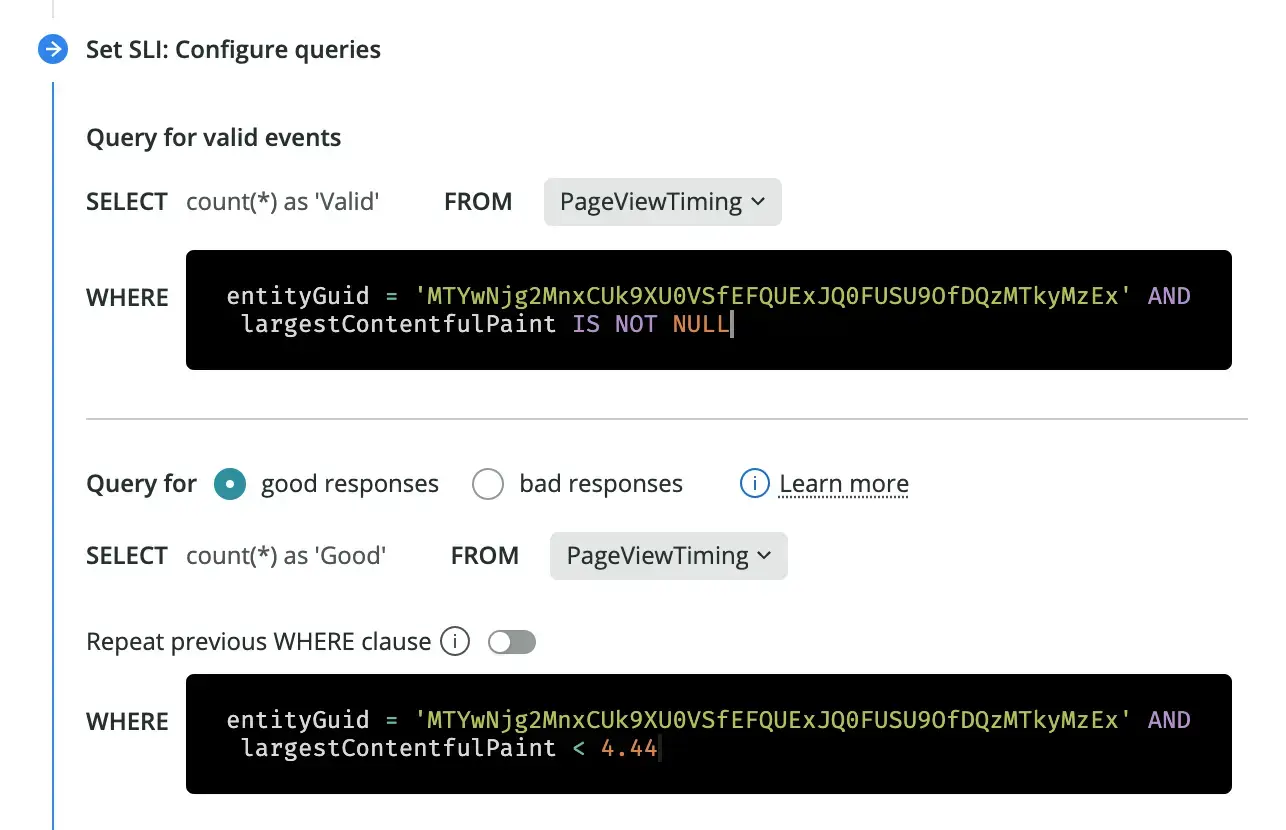 Set SLI: Configure queries
Query for valid events
SELECT count(*) as 'Valid' FROM PageViewTiming
WHERE entityGuid = 'MTYwNjg2MnxCUk9XU0VSfEFQUExJQ0FUSU9OfDQzMTkyMzEx' AND
largestContentfulPaint IS NOT NULL
Query for good responses bad responses i Learn more
SELECT count(*) as 'Good' FROM PageViewTiming
Repeat previous WHERE clause i
WHERE entityGuid = 'MTYwNjg2MnxCUk9XU0VSfEFQUExJQ0FUSU9OfDQzMTkyMzEx' AND
largestContentfulPaint < 4.44